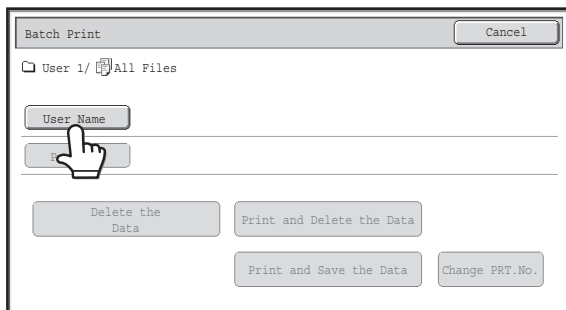 Batch Print
Cancel
User 1/ All Files
User Name
Delete the
Data
Print and Delete the Data
Print and Save the Data
Change PRT.No.